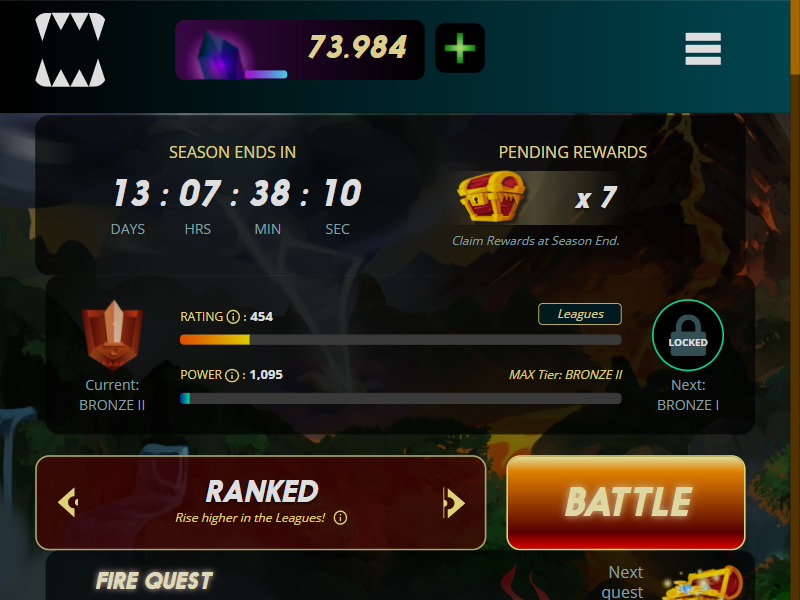 73.984
SEASON ENDS IN
13 : 07 : 38 : 10
DAYS HRS MIN SEC
PENDING REWARDS
x 7
Claim Rewards at Season End.
Current:
BRONZE II
RATING : 454
Leagues
POWER : 1,095
MAX Tier: BRONZE II
LOCKED
Next:
BRONZE I
RANKED
Rise higher in the Leagues!
BATTLE
FIRE QUEST
Next
quest